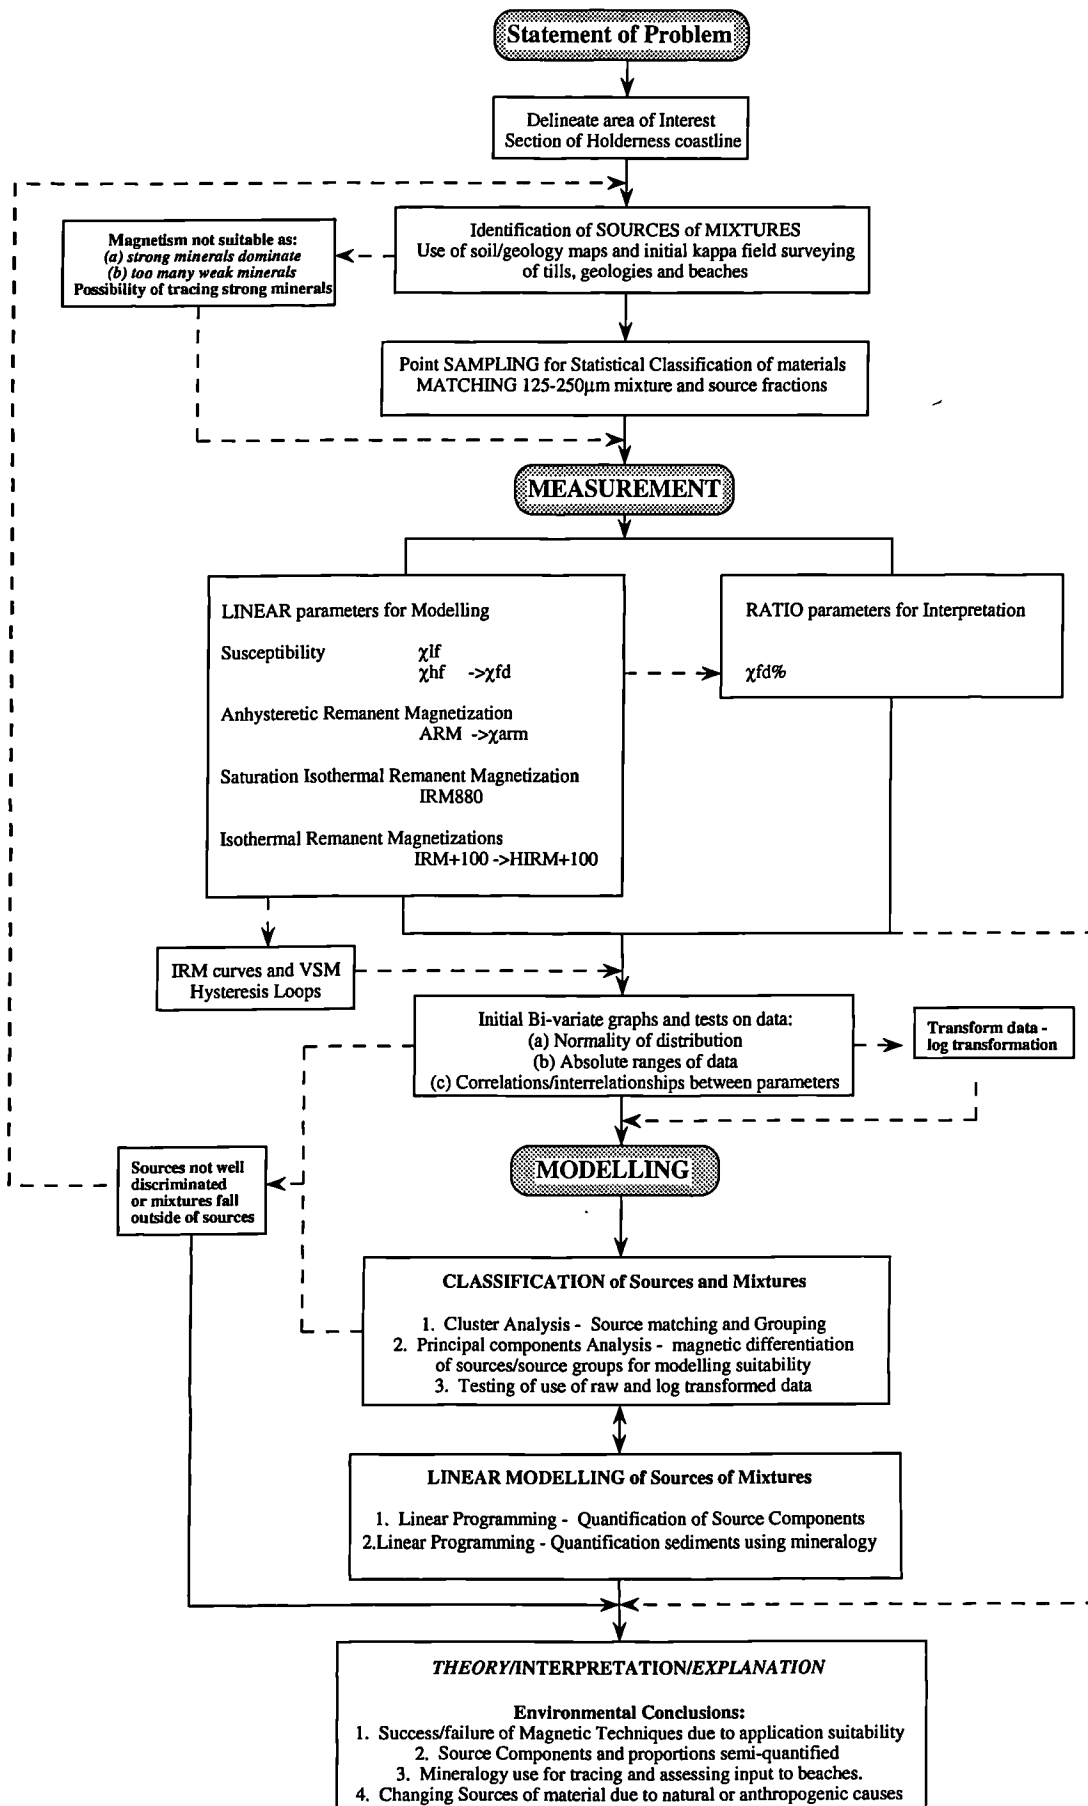 Statement of Problem
Delineate area of Interest
Section of Holderness coastline
Identification of SOURCES of MIXTURES
Use of soil/geology maps and initial kappa field surveying
of tills, geologies and beaches
Magnetism not suitable as:
(a) strong minerals dominate
(b) too many weak minerals
Possibility of tracing strong minerals
Point SAMPLING for Statistical Classification of materials
MATCHING 125-250µm mixture and source fractions
MEASUREMENT
LINEAR parameters for Modelling
Susceptibility χlf
χhf ->χfd
Anhysteretic Remanent Magnetization
ARM ->χarm
Saturation Isothermal Remanent Magnetization
IRM880
Isothermal Remanent Magnetizations
IRM+100 ->HIRM+100
RATIO parameters for Interpretation
χfd%
IRM curves and VSM
Hysteresis Loops
Initial Bi-variate graphs and tests on data:
(a) Normality of distribution
(b) Absolute ranges of data
(c) Correlations/interrelationships between parameters
Transform data -
log transformation
MODELLING
Sources not well
discriminated
or mixtures fall
outside of sources
CLASSIFICATION of Sources and Mixtures
1. Cluster Analysis - Source matching and Grouping
2. Principal components Analysis - magnetic differentiation
of sources/source groups for modelling suitability
3. Testing of use of raw and log transformed data
LINEAR MODELLING of Sources of Mixtures
1. Linear Programming - Quantification of Source Components
2.Linear Programming - Quantification sediments using mineralogy
THEORY/INTERPRETATION/EXPLANATION
Environmental Conclusions:
1. Success/failure of Magnetic Techniques due to application suitability
2. Source Components and proportions semi-quantified
3. Mineralogy use for tracing and assessing input to beaches.
4. Changing Sources of material due to natural or anthropogenic causes